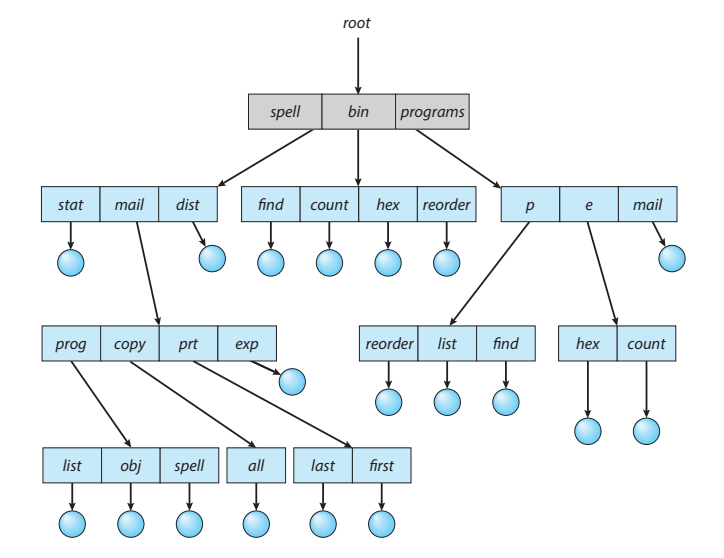 root
spell bin programs
stat mail dist find count hex reorder p e mail
prog copy prt exp reorder list find hex count
list obj spell all last first